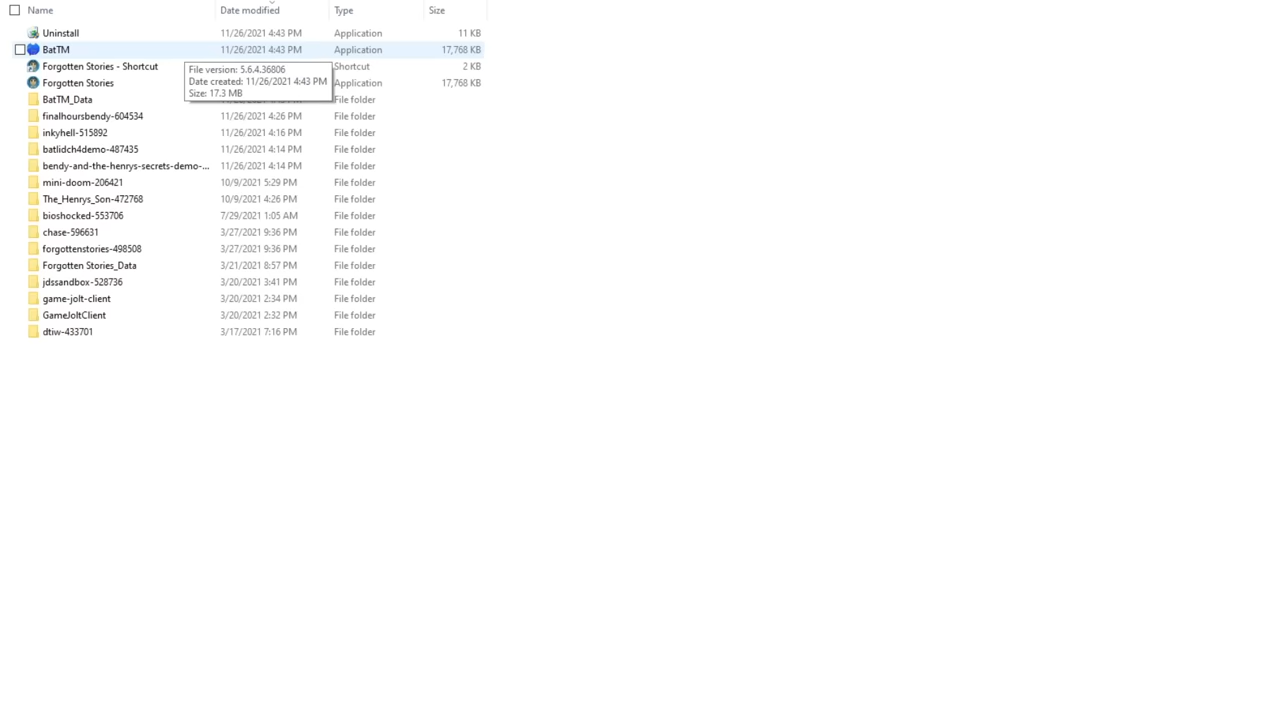 Name Date modified Type Size
Uninstall 11/26/2021 4:43 PM Application 11 KB
BatTM 11/26/2021 4:43 PM Application 17,768 KB
Forgotten Stories - Shortcut Shortcut 2 KB
File version: 5.6.4.36806
Forgotten Stories Application 17,768 KB
Date created: 11/26/2021 4:43 PM
Size: 17.3 MB
BatTM_Data File folder
finalhoursbendy-604534 11/26/2021 4:26 PM File folder
inkyhell-515892 11/26/2021 4:16 PM File folder
batlidch4demo-487435 11/26/2021 4:14 PM File folder
bendy-and-the-henrys-secrets-demo-... 11/26/2021 4:14 PM File folder
mini-doom-206421 10/9/2021 5:29 PM File folder
The_Henrys_Son-472768 10/9/2021 4:26 PM File folder
bioshocked-553706 7/29/2021 1:05 AM File folder
chase-596631 3/27/2021 9:36 PM File folder
forgottenstories-498508 3/27/2021 9:36 PM File folder
Forgotten Stories_Data 3/21/2021 8:57 PM File folder
jdssandbox-528736 3/20/2021 3:41 PM File folder
game-jolt-client 3/20/2021 2:34 PM File folder
GameJoltClient 3/20/2021 2:32 PM File folder
dtiw-433701 3/17/2021 7:16 PM File folder